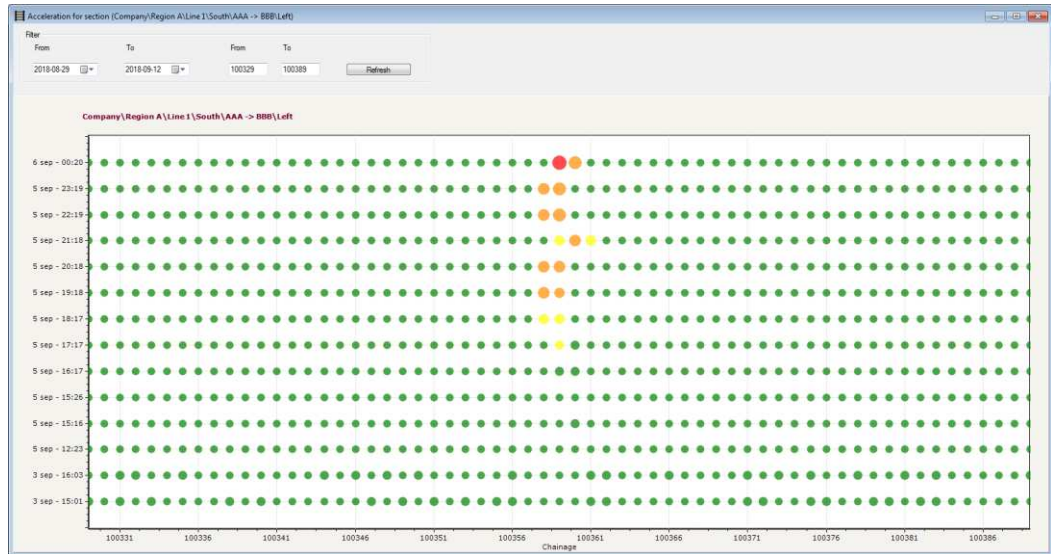 Acceleration for section (Company\Region A\Line 1\South\AAA -> BBB\Left)
Filter
From To From To
2018-08-29 2018-09-12 100329 100389 Refresh
Company\Region A\Line 1\South\AAA -> BBB\Left
6 sep - 00:20
5 sep - 23:19
5 sep - 22:19
5 sep - 21:18
5 sep - 20:18
5 sep - 19:18
5 sep - 18:17
5 sep - 17:17
5 sep - 16:17
5 sep - 15:26
5 sep - 15:16
5 sep - 12:23
3 sep - 16:03
3 sep - 15:01
100331 100336 100341 100346 100351 100356 100361 100366 100371 100376 100381 100386
Chainage